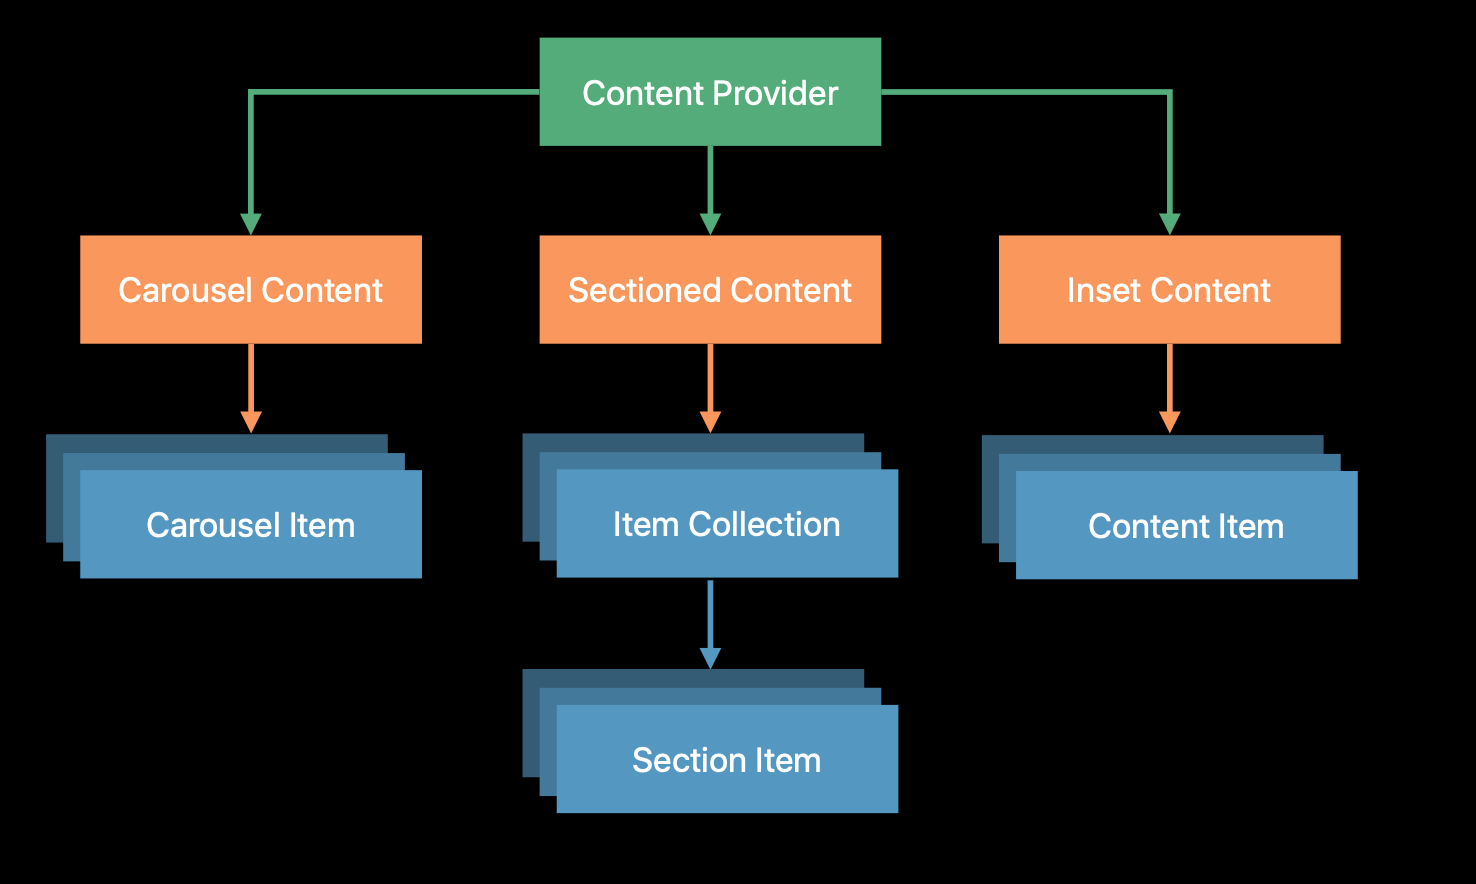 Content Provider
Carousel Content
Sectioned Content
Inset Content
Carousel Item
Item Collection
Content Item
Section Item